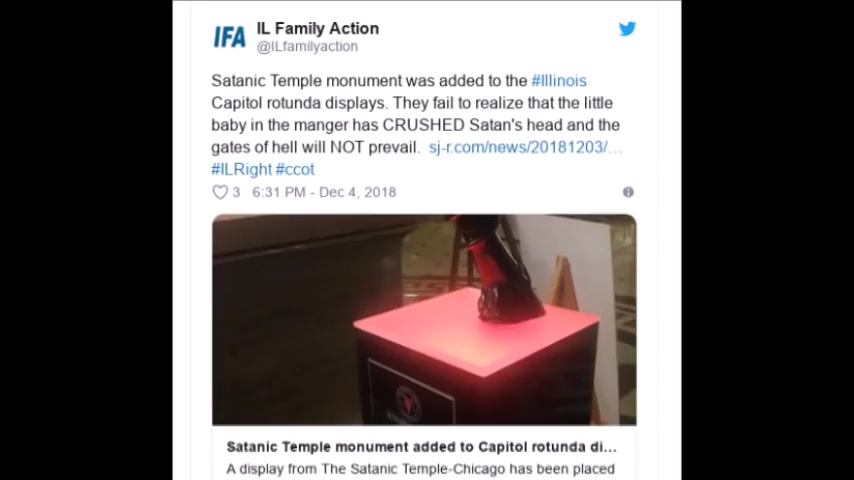 IFA
IL Family Action
@ILfamilyaction
Satanic Temple monument was added to the #Illinois
Capitol rotunda displays. They fail to realize that the little
baby in the manger has CRUSHED Satan's head and the
gates of hell will NOT prevail. sj-r.com/news/20181203/…
#ILRight #ccot
3 6:31 PM - Dec 4, 2018
Satanic Temple monument added to Capitol rotunda di...
A display from The Satanic Temple-Chicago has been placed